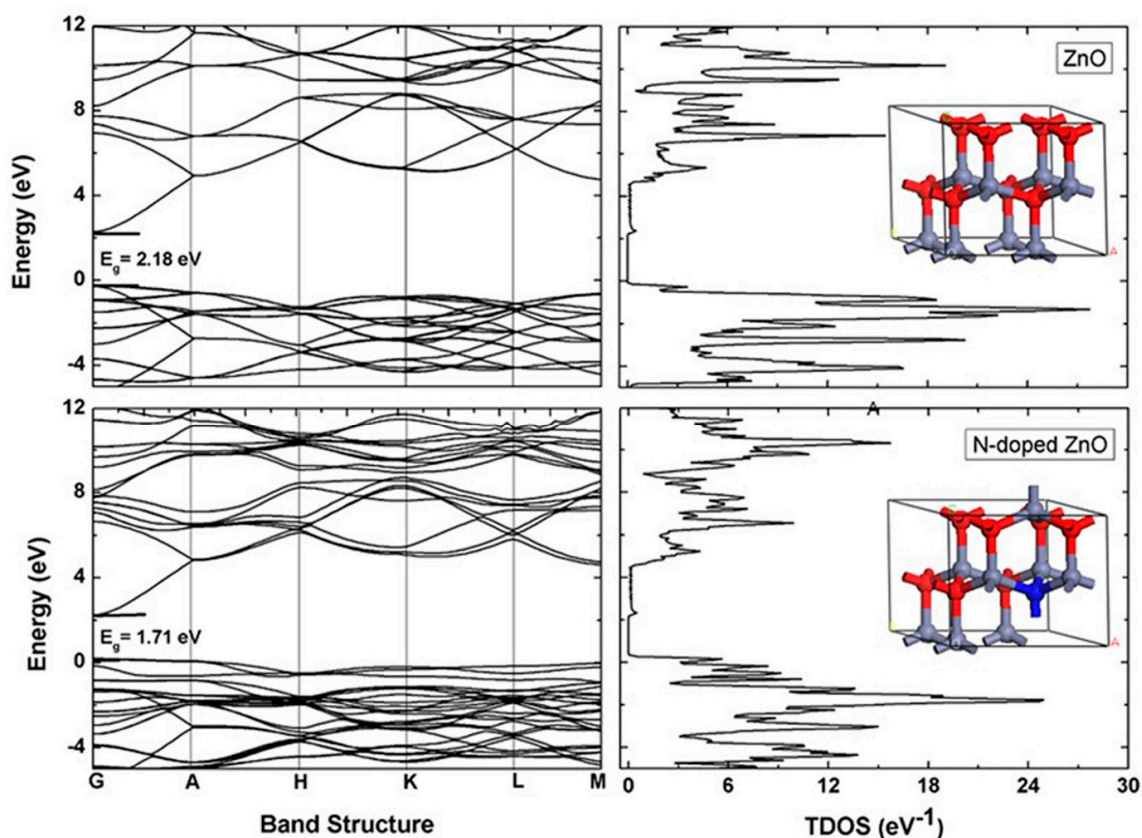 12
8
4
0
-4
Energy (eV)
E_g = 2.18 eV
ZnO
A
12
8
4
0
-4
Energy (eV)
E_g = 1.71 eV
G A H K L M
Band Structure
A
N-doped ZnO
A
0 6 12 18 24 30
TDOS (eV⁻¹)